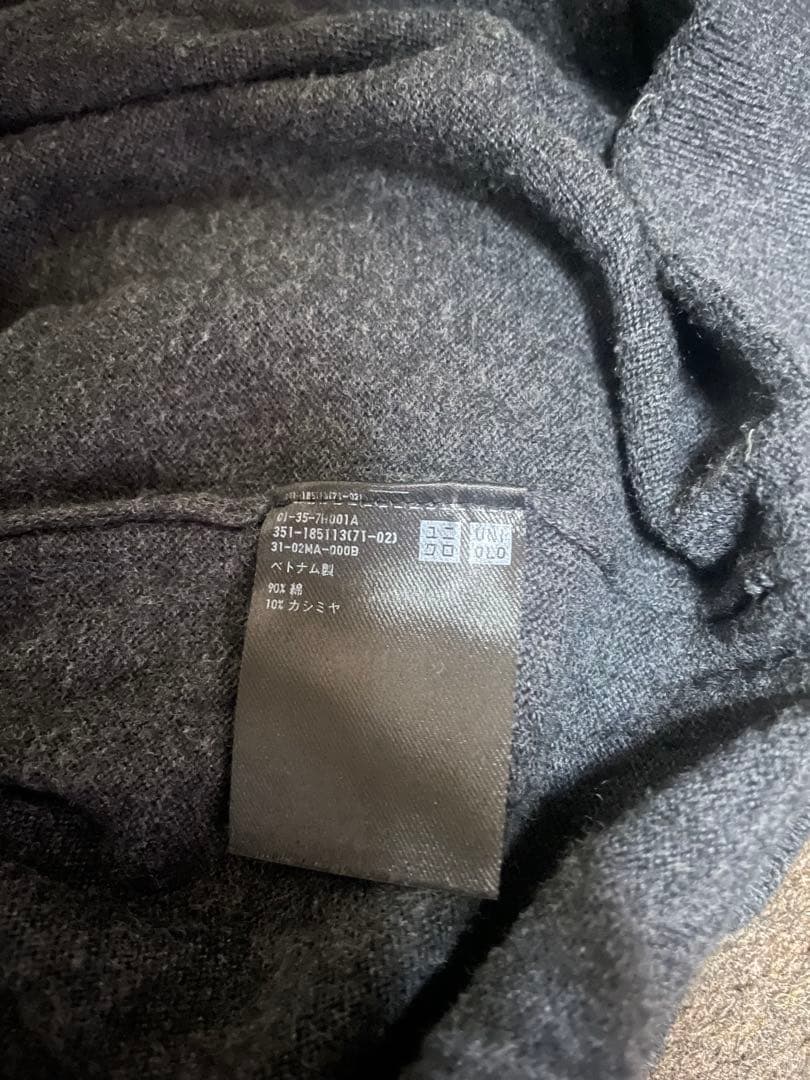 01-35-7H001A
351-185113(71-02)
31-02MA-000B
ベトナム製
90% 綿
10% カシミヤ
ユニ
クロ
UNI
QLO